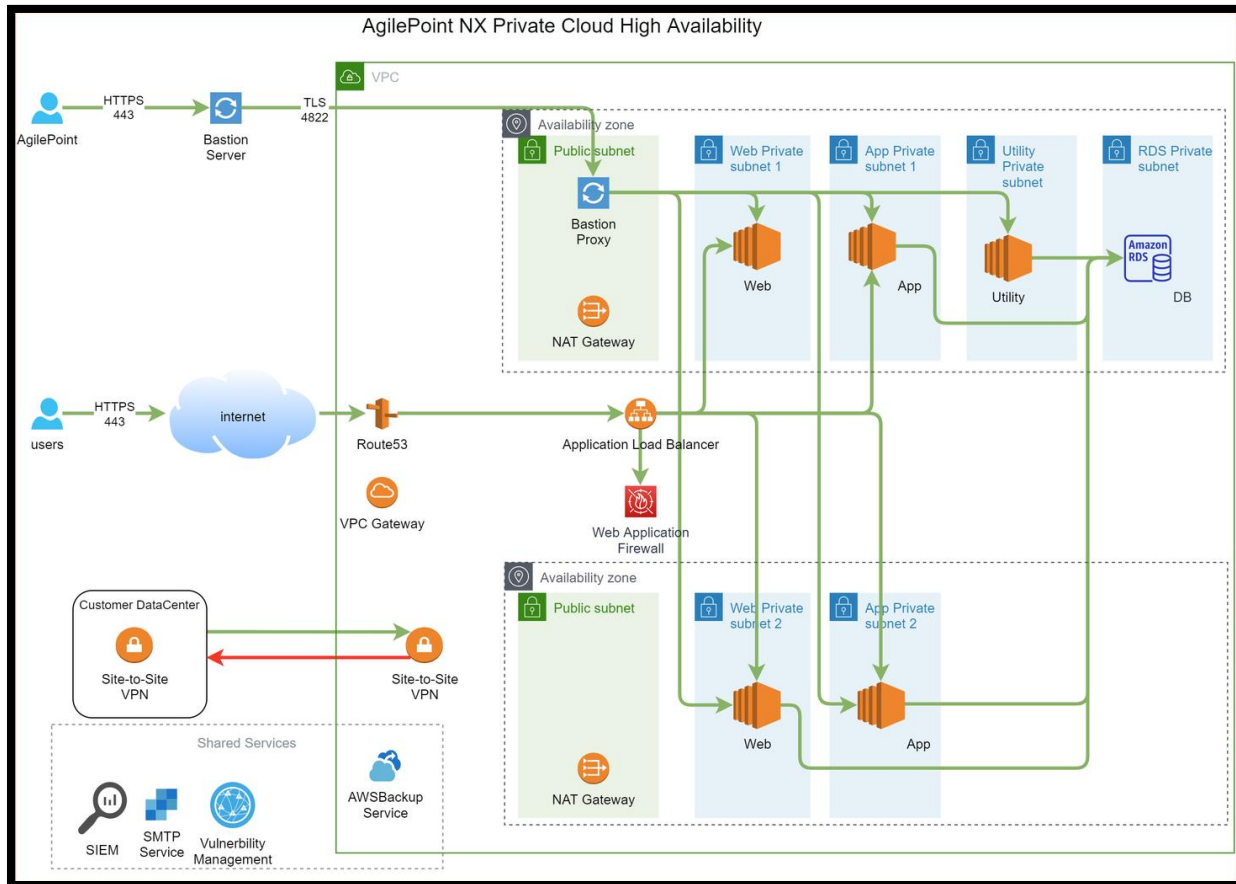 AgilePoint NX Private Cloud High Availability
VPC
HTTPS
443
TLS
4822
AgilePoint
Bastion
Server
Availability zone
Public subnet
Web Private
subnet 1
App Private
subnet 1
Utility
Private
subnet
RDS Private
subnet
Bastion
Proxy
Web
App
Utility
Amazon
RDS
DB
NAT Gateway
HTTPS
443
users
internet
Route53
Application Load Balancer
VPC Gateway
Web Application
Firewall
Availability zone
Public subnet
Web Private
subnet 2
App Private
subnet 2
Customer DataCenter
Site-to-Site
VPN
Site-to-Site
VPN
Web
App
NAT Gateway
Shared Services
SIEM
SMTP
Service
Vulnerbility
Management
AWSBackup
Service